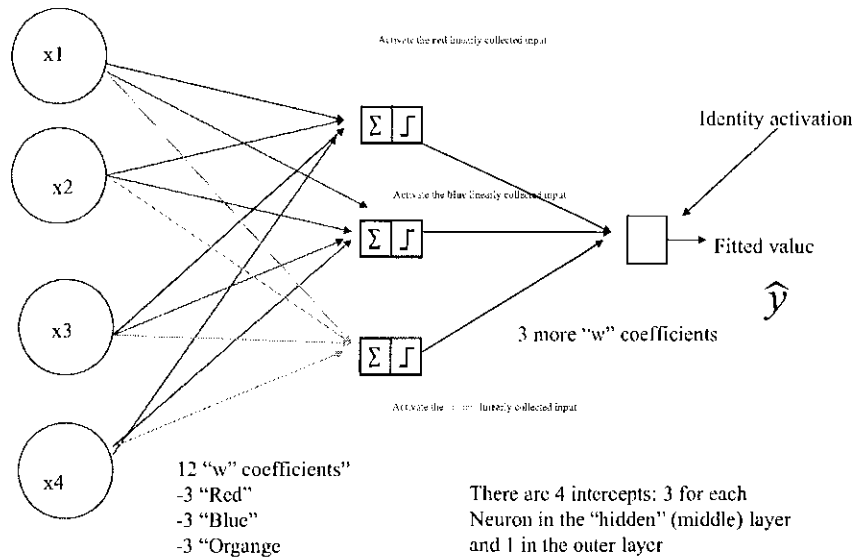 x1
Activate the red linearly collected input
Σ
Identity activation
x2
Activate the blue linearly collected input
Σ
Fitted value
ŷ
x3
3 more “w” coefficients
Σ
Activate the linearly collected input
x4
12 “w” coefficients”
-3 “Red”
-3 “Blue”
-3 “Organge
There are 4 intercepts: 3 for each
Neuron in the “hidden” (middle) layer
and 1 in the outer layer